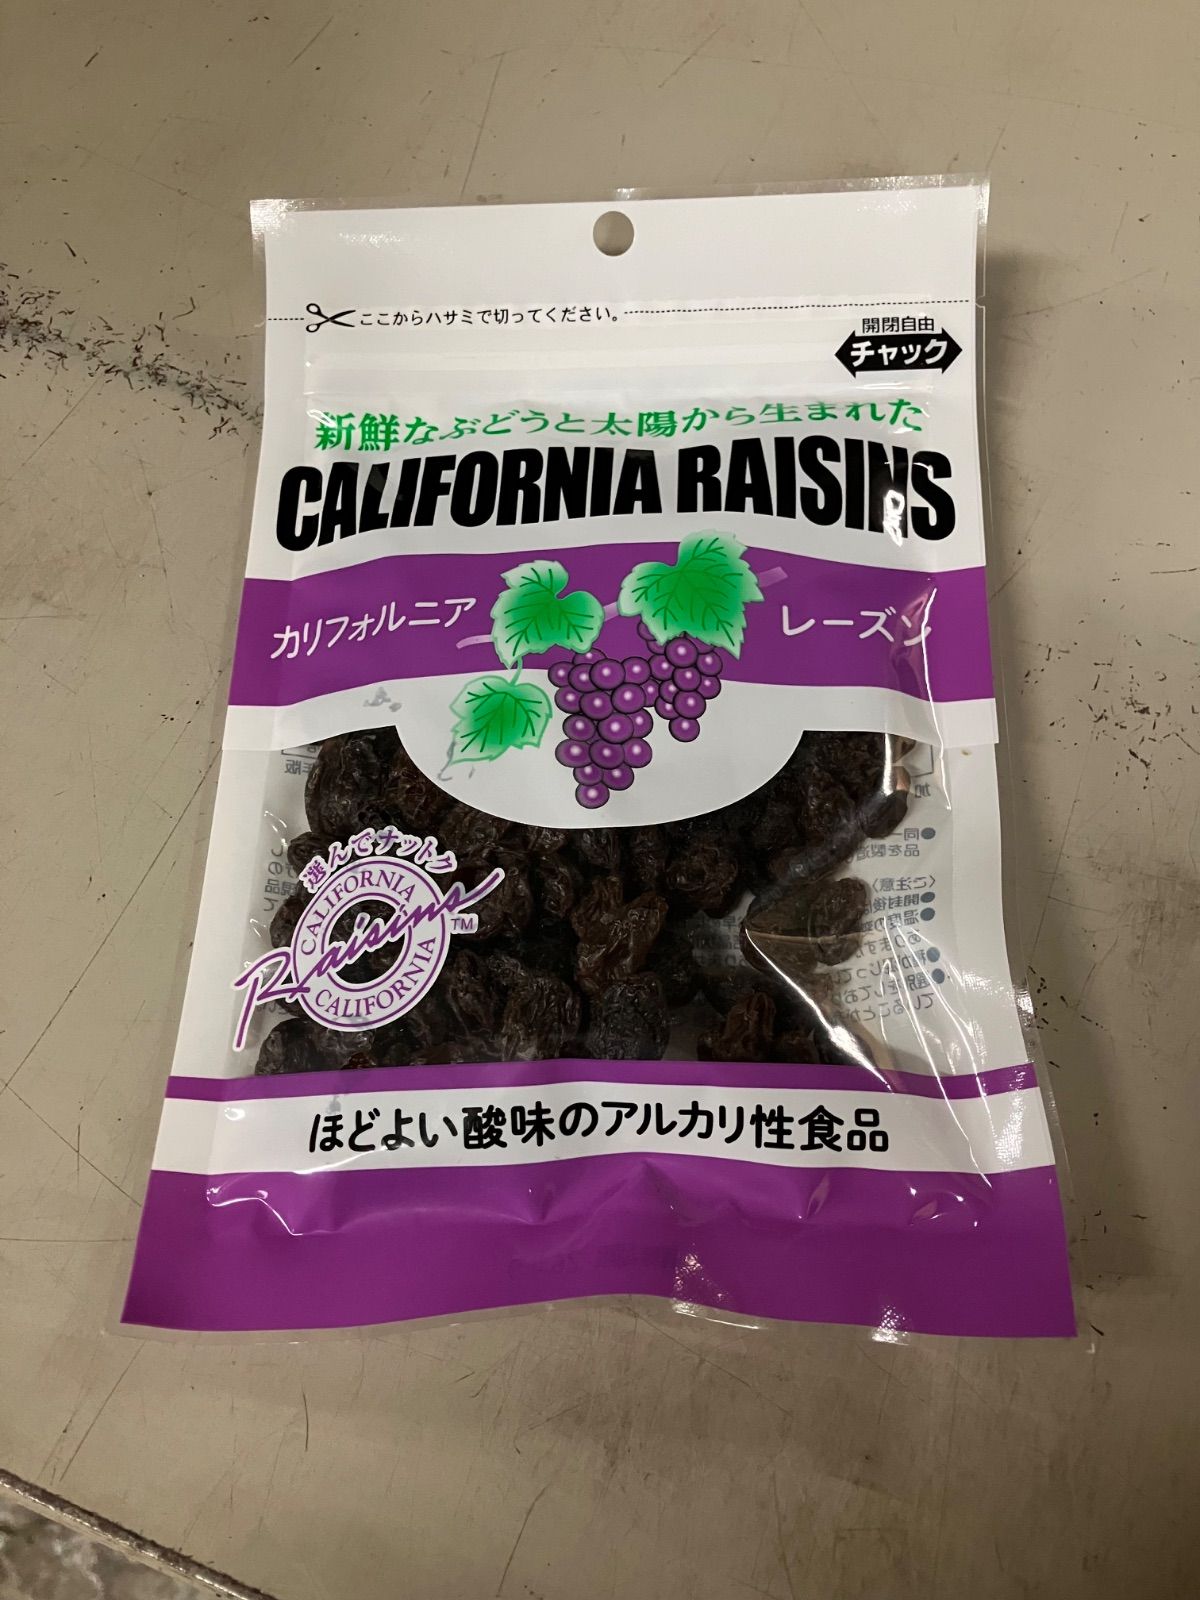 ここからハサミで切ってください。
開閉自由
チャック
新鮮なぶどうと太陽から生まれた
CALIFORNIA RAISINS
カリフォルニア レーズン
選んでナットク
CALIFORNIA
Raisins TM
CALIFORNIA
ほどよい酸味のアルカリ性食品